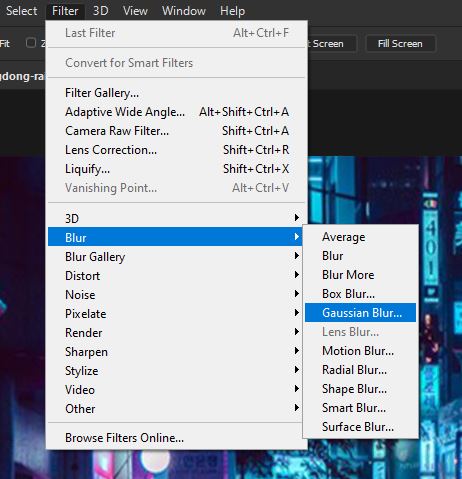 Select Filter 3D View Window Help
Fit
Screen
Fill Screen
gdong-ra
Last Filter Alt+Ctrl+F
Convert for Smart Filters
Filter Gallery...
Adaptive Wide Angle... Alt+Shift+Ctrl+A
Camera Raw Filter... Shift+Ctrl+A
Lens Correction... Shift+Ctrl+R
Liquify... Shift+Ctrl+X
Vanishing Point... Alt+Ctrl+V
3D
Blur
Blur Gallery
Distort
Noise
Pixelate
Render
Sharpen
Stylize
Video
Other
Browse Filters Online...
Average
Blur
Blur More
Box Blur...
Gaussian Blur...
Lens Blur...
Motion Blur...
Radial Blur...
Shape Blur...
Smart Blur...
Surface Blur...
401